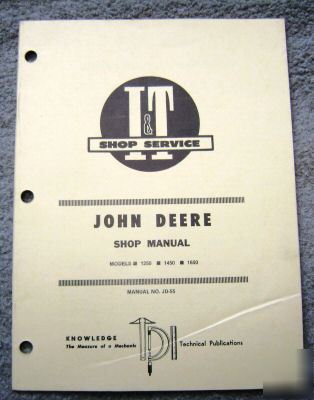 I&T
SHOP SERVICE
JOHN DEERE
SHOP MANUAL
MODELS ■ 1250 ■ 1450 ■ 1650
MANUAL NO. JD-55
KNOWLEDGE
The Measure of a Mechanic
TPI
Technical Publications